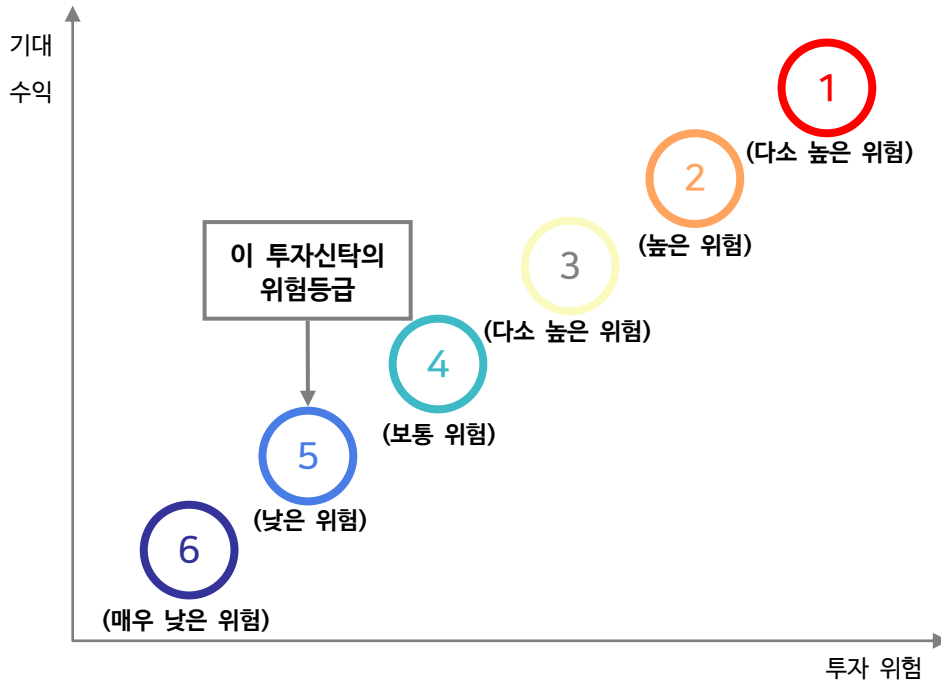 기대
수익
1
(다소 높은 위험)
2
(높은 위험)
이 투자신탁의
위험등급
3
(다소 높은 위험)
4
(보통 위험)
5
(낮은 위험)
6
(매우 낮은 위험)
투자 위험